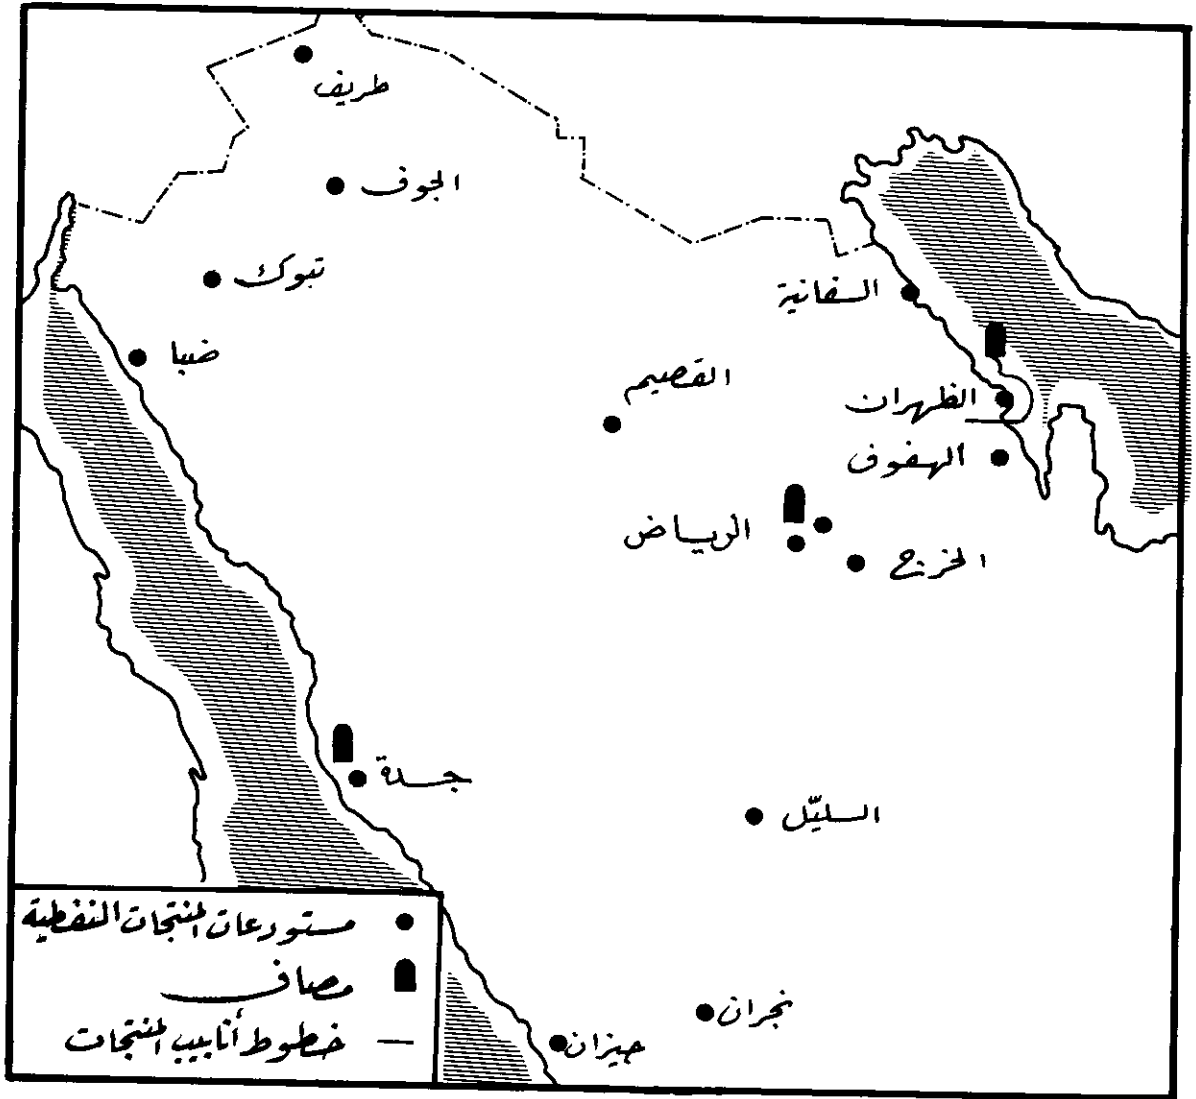 طريف
الجوف
تبوك
السفانية
ضبا
القصيم
الظهران
الهفوف
الرياض
الخرج
جدة
السليّل
نجران
جيزان
مستودعات المنتجات النفطية
مصاف
خطوط أنابيب المنتجات